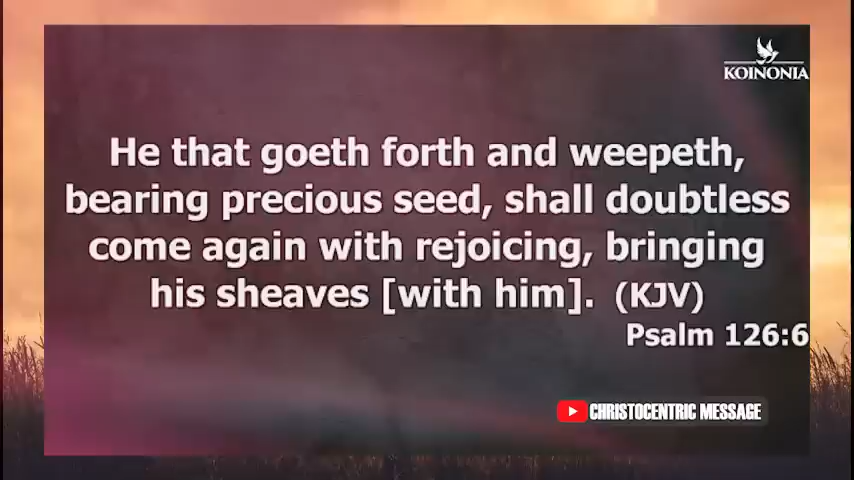 KOINONIA
He that goeth forth and weepeth,
bearing precious seed, shall doubtless
come again with rejoicing, bringing
his sheaves [with him]. (KJV)
Psalm 126:6
CHRISTOCENTRIC MESSAGE